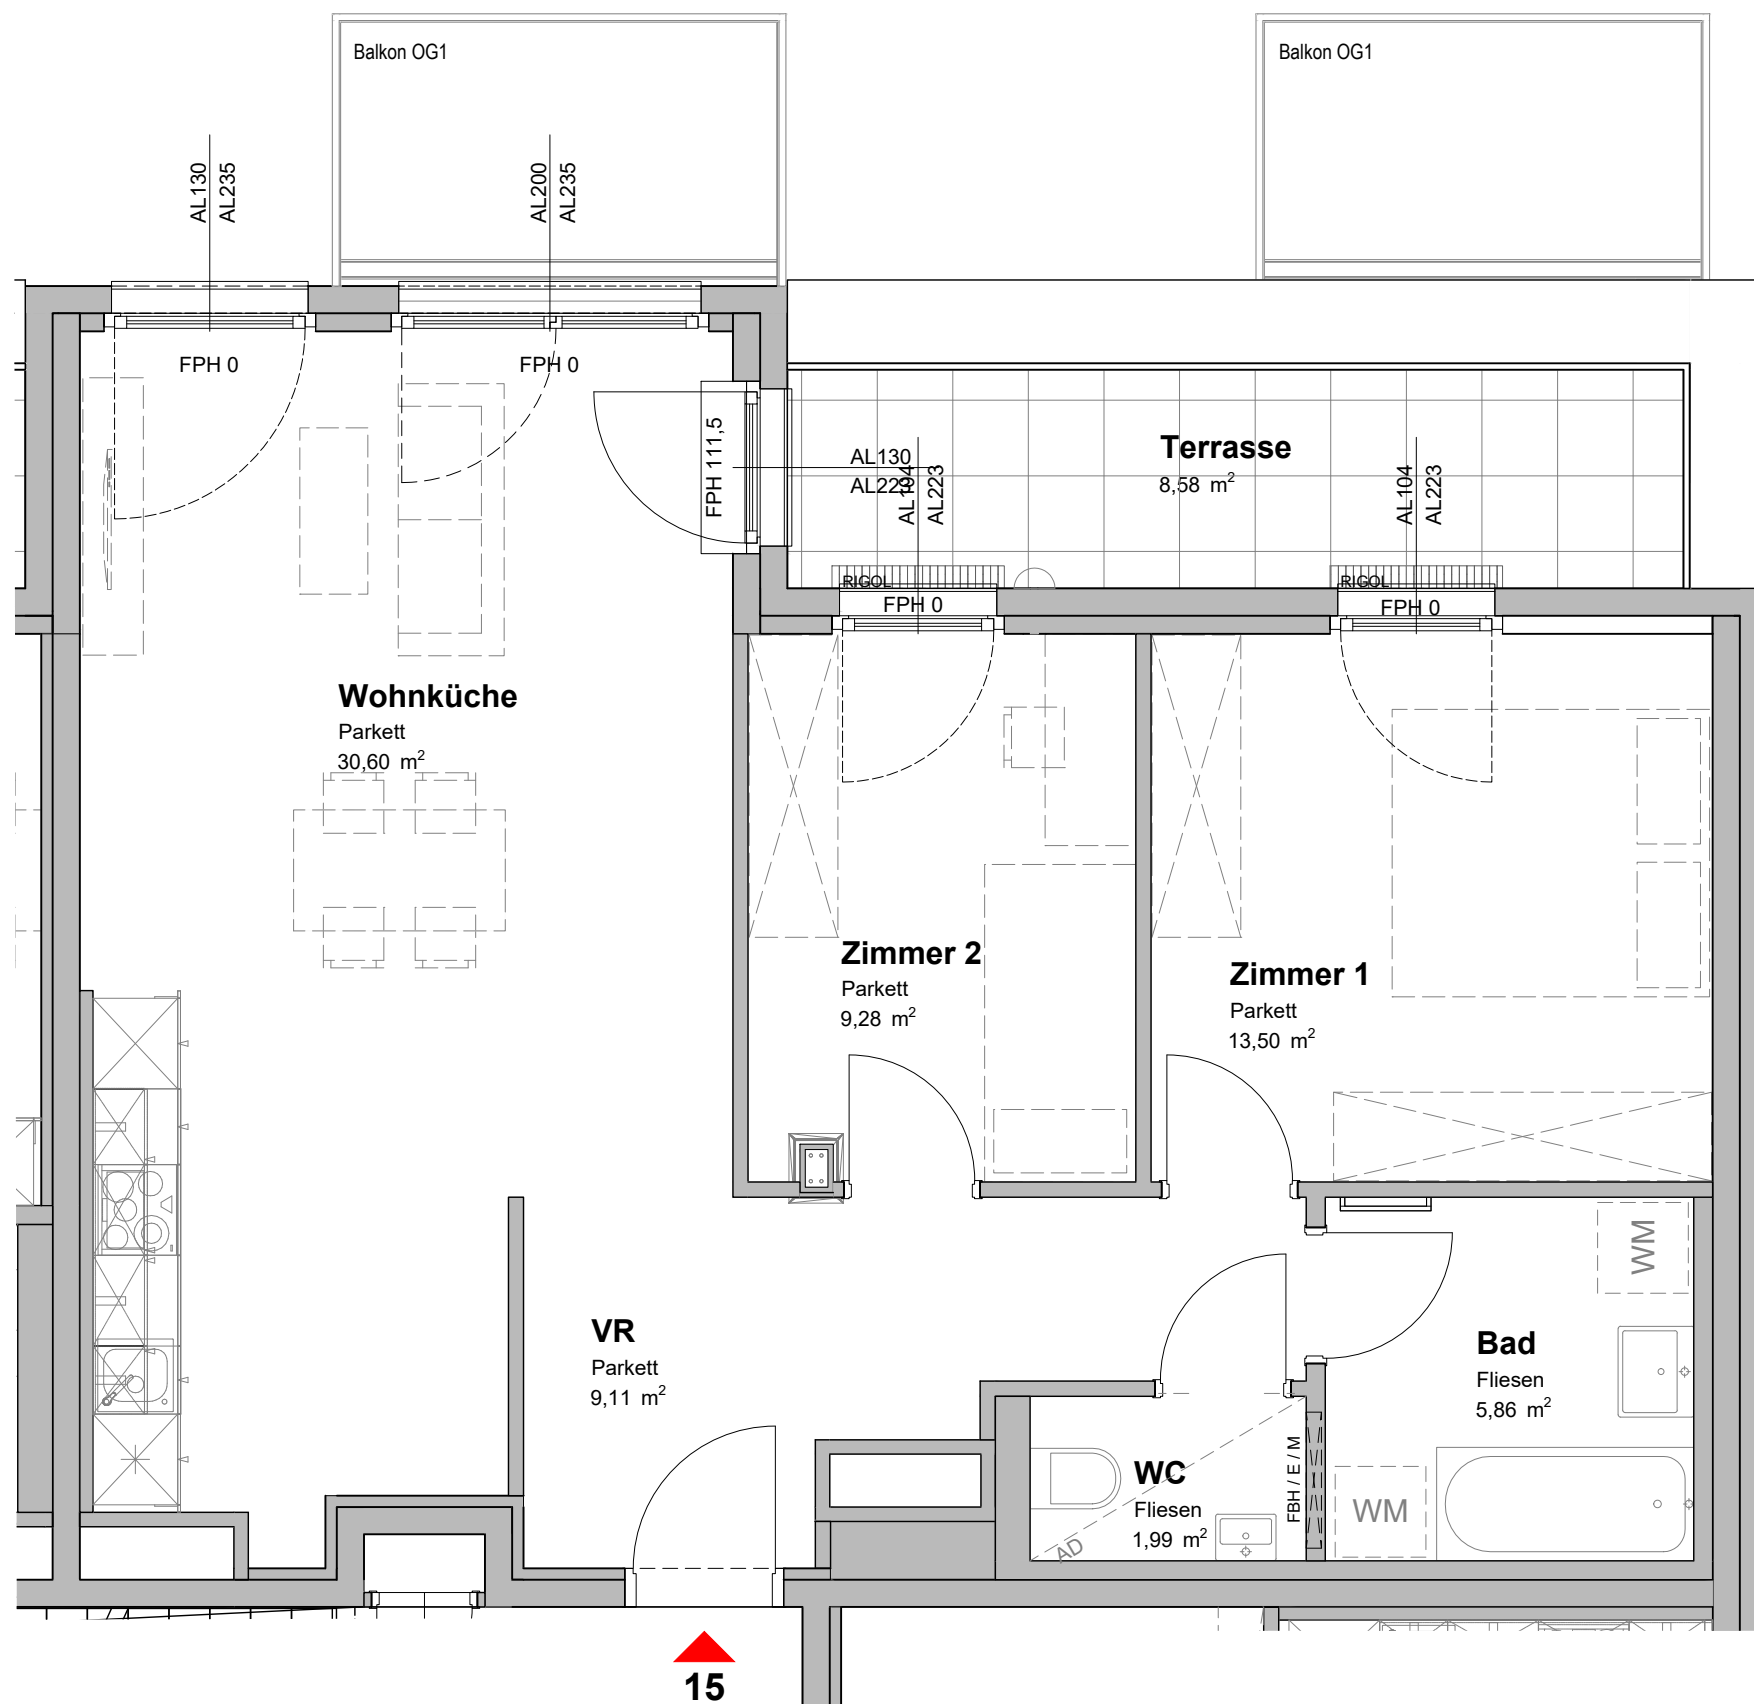 Balkon OG1
Balkon OG1
AL130
AL235
AL200
AL235
FPH 0
FPH 0
FPH 111,5
AL130
AL223
AL104
AL223
Terrasse
8,58 m²
AL104
AL223
RIGOL
FPH 0
RIGOL
FPH 0
Wohnküche
Parkett
30,60 m²
Zimmer 2
Parkett
9,28 m²
Zimmer 1
Parkett
13,50 m²
WM
VR
Parkett
9,11 m²
Bad
Fliesen
5,86 m²
WC
Fliesen
1,99 m²
AD
FBH / E / M
WM
15